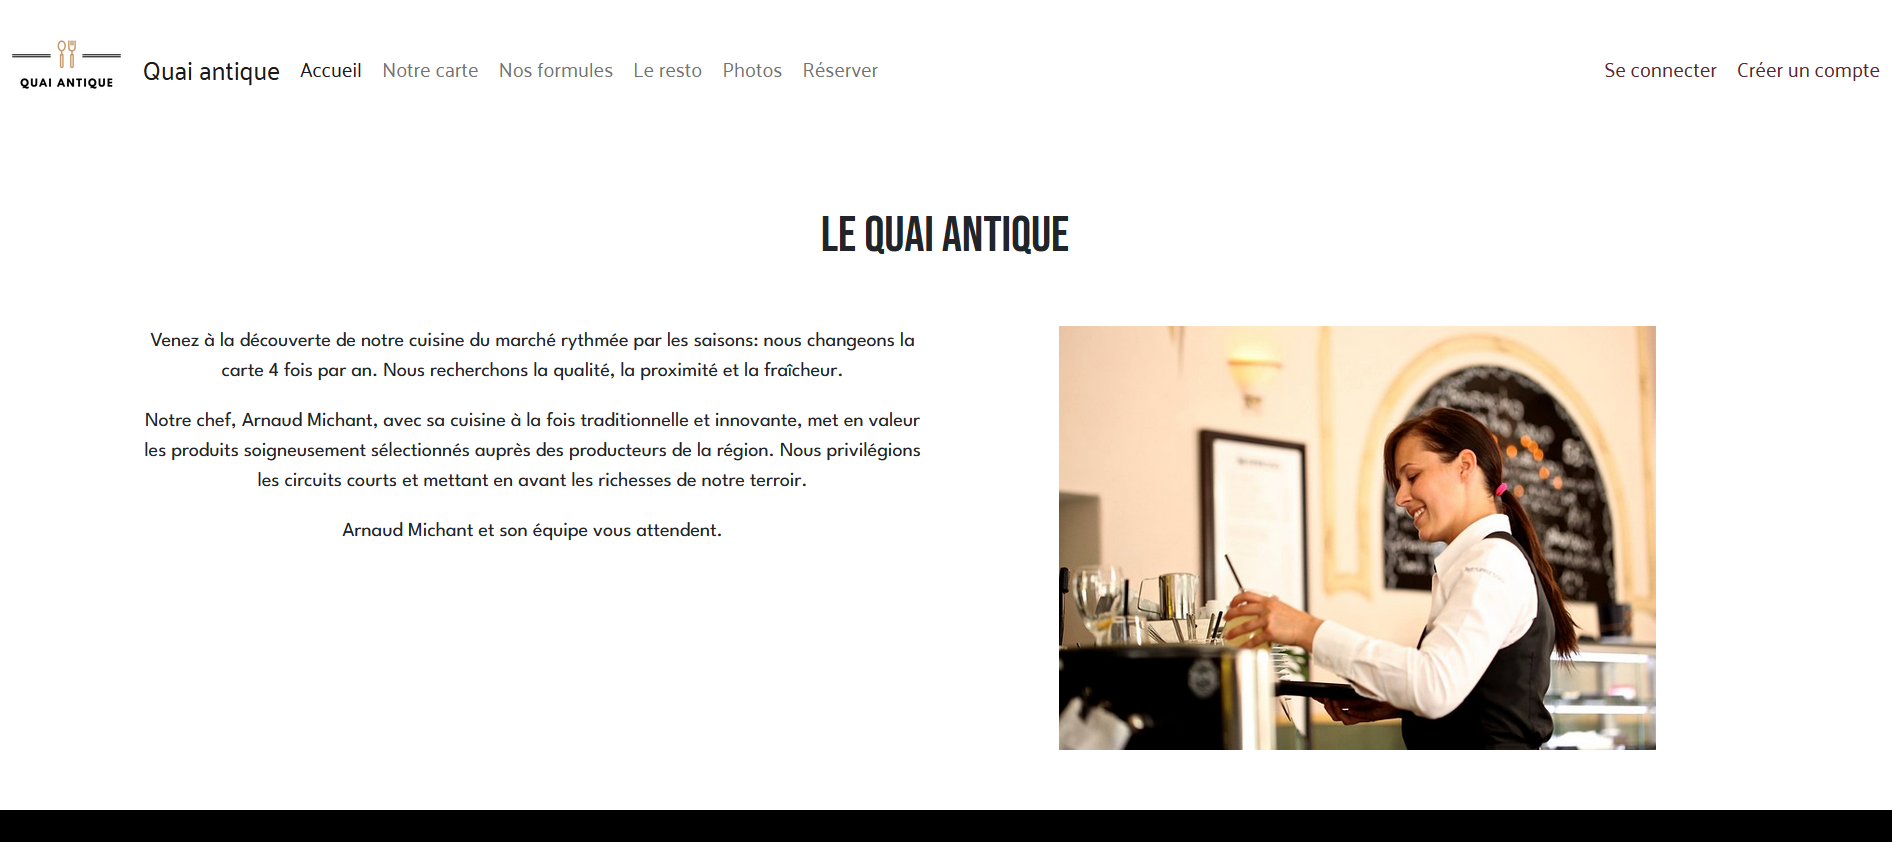 QUAI ANTIQUE
Quai antique Accueil Notre carte Nos formules Le resto Photos Réserver Se connecter Créer un compte
LE QUAI ANTIQUE
Venez à la découverte de notre cuisine du marché rythmée par les saisons: nous changeons la
carte 4 fois par an. Nous recherchons la qualité, la proximité et la fraîcheur.
Notre chef, Arnaud Michant, avec sa cuisine à la fois traditionnelle et innovante, met en valeur
les produits soigneusement sélectionnés auprès des producteurs de la région. Nous privilégions
les circuits courts et mettant en avant les richesses de notre terroir.
Arnaud Michant et son équipe vous attendent.